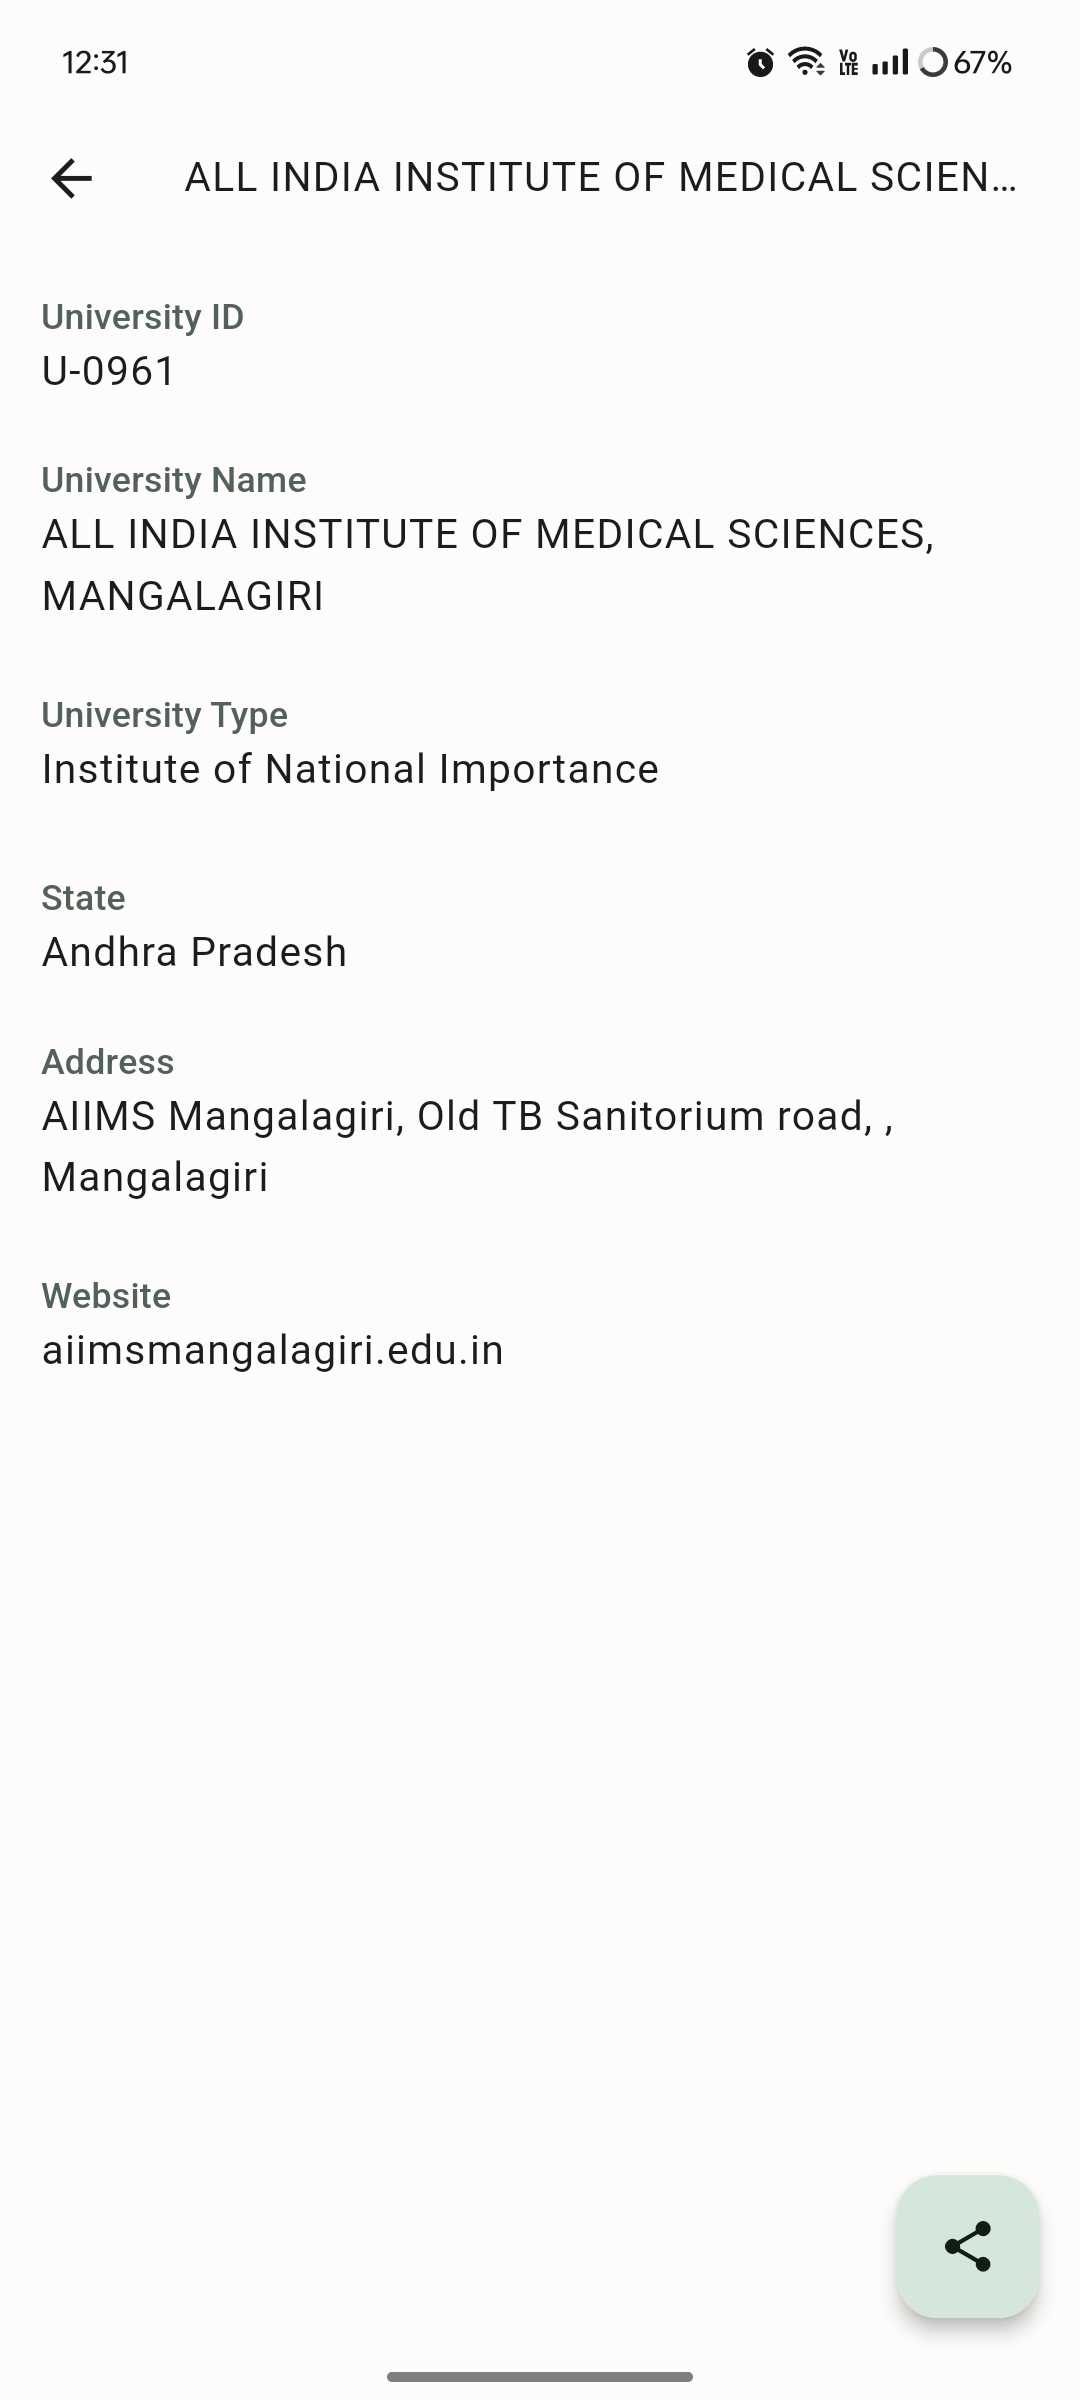 12:31
Vo
LTE
67%
ALL INDIA INSTITUTE OF MEDICAL SCIEN...
University ID
U-0961
University Name
ALL INDIA INSTITUTE OF MEDICAL SCIENCES,
MANGALAGIRI
University Type
Institute of National Importance
State
Andhra Pradesh
Address
AIIMS Mangalagiri, Old TB Sanitorium road, ,
Mangalagiri
Website
aiimsmangalagiri.edu.in